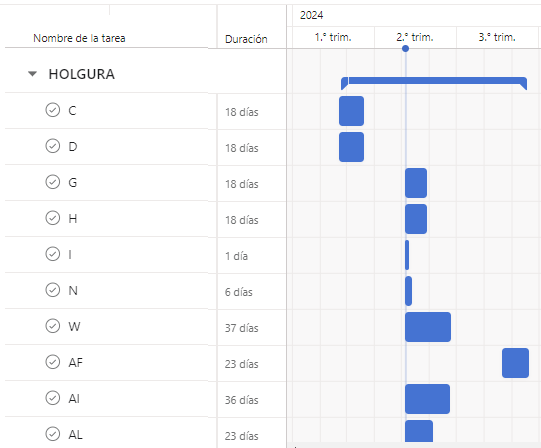 2024
Nombre de la tarea Duración 1.° trim. 2.° trim. 3.° trim.
HOLGURA
C 18 días
D 18 días
G 18 días
H 18 días
I 1 día
N 6 días
W 37 días
AF 23 días
AI 36 días
AL 23 días